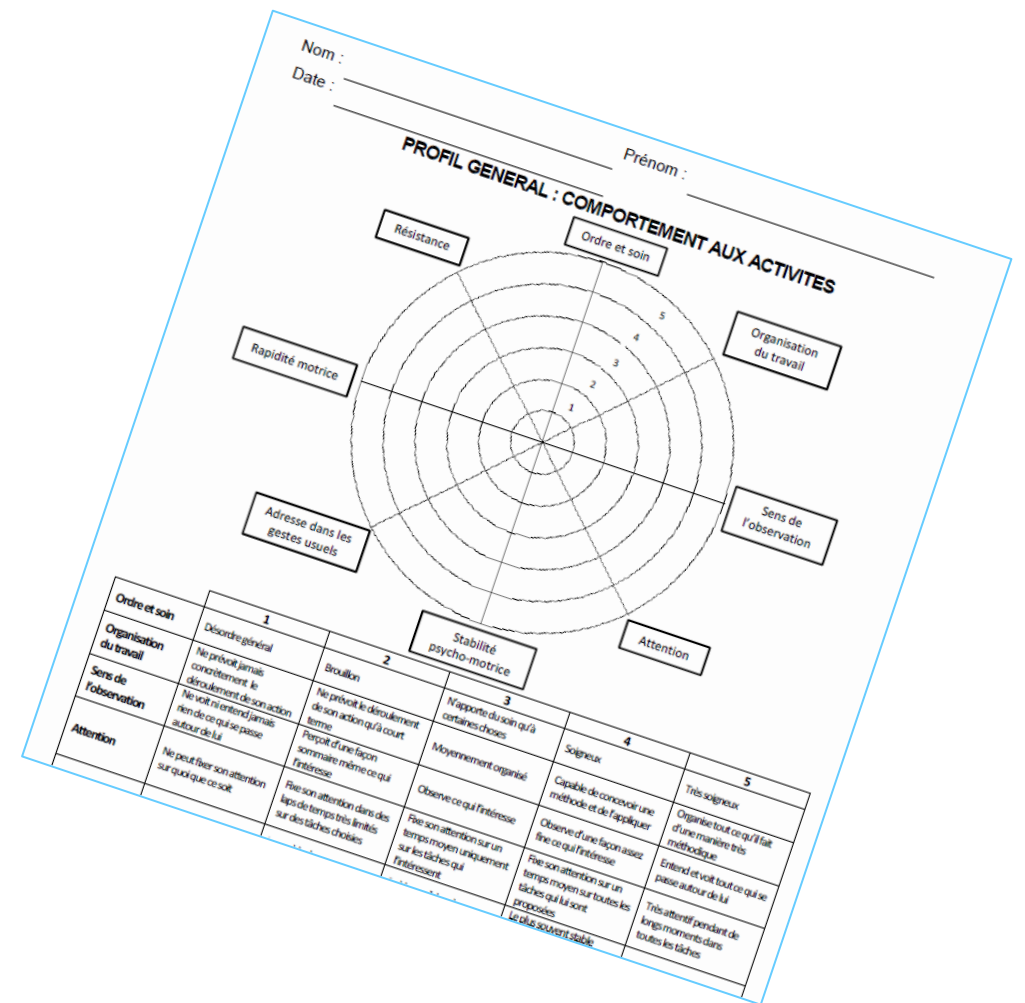 Nom :
Prénom :
Date :
PROFIL GENERAL : COMPORTEMENT AUX ACTIVITES
Résistance
Ordre et soin
Organisation
du travail
Rapidité motrice
Sens de
l'observation
Adresse dans les
gestes usuels
Attention
Stabilité
psycho-motrice
5
4
3
2
1
1
2
3
4
5
Ordre et soin
Désordre général
Brouillon
N'apporte du soin qu'à
certaines choses
Soigneux
Très soigneux
Organisation
du travail
Ne prévoit jamais
concrètement le
déroulement de son action
Ne prévoit le déroulement
de son action qu'à court
terme
Moyennement organisé
Capable de concevoir une
méthode et de l'appliquer
Organise tout ce qu'il fait
d'une manière très
méthodique
Sens de
l'observation
Ne voit ni entend jamais
rien de ce qui se passe
autour de lui
Perçoit d'une façon
sommaire même ce qui
l'intéresse
Observe ce qui l'intéresse
Observe d'une façon assez
fine ce qui l'intéresse
Entend et voit tout ce qui se
passe autour de lui
Attention
Ne peut fixer son attention
sur quoi que ce soit
Fixe son attention dans des
laps de temps très limités
sur des tâches choisies
Fixe son attention sur un
temps moyen uniquement
sur les tâches qui
l'intéressent
Fixe son attention sur un
temps moyen sur toutes les
tâches qui lui sont
proposées
Très attentif pendant de
longs moments dans
toutes les tâches
Le plus souvent stable